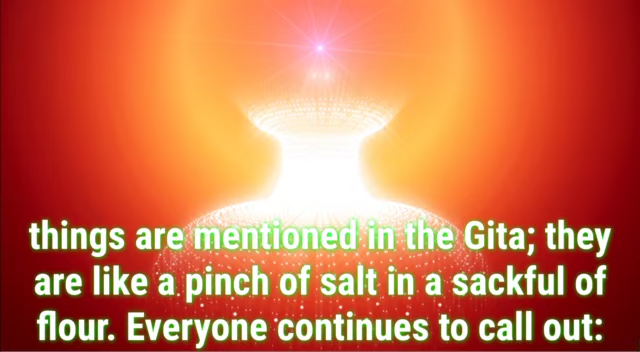 things are mentioned in the Gita; they
are like a pinch of salt in a sackful of
flour. Everyone continues to call out: